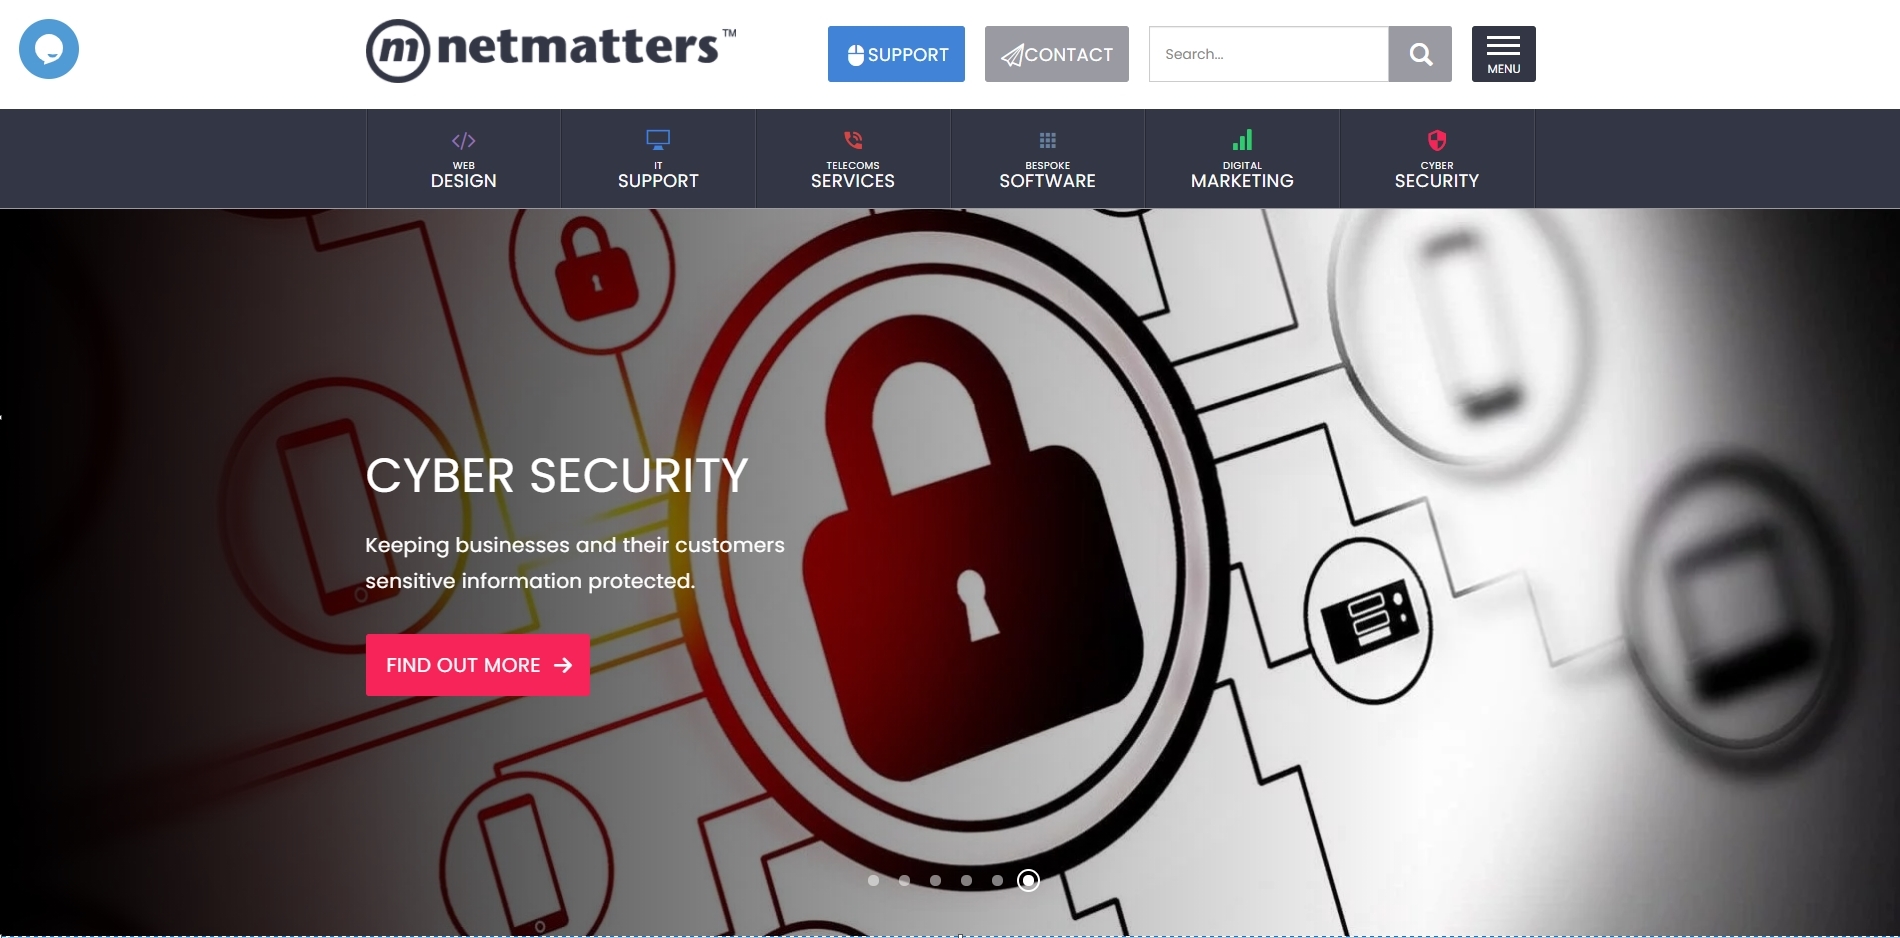 m netmatters™
SUPPORT
CONTACT
Search...
MENU
WEB
DESIGN
IT
SUPPORT
TELECOMS
SERVICES
BESPOKE
SOFTWARE
DIGITAL
MARKETING
CYBER
SECURITY
CYBER SECURITY
Keeping businesses and their customers
sensitive information protected.
FIND OUT MORE